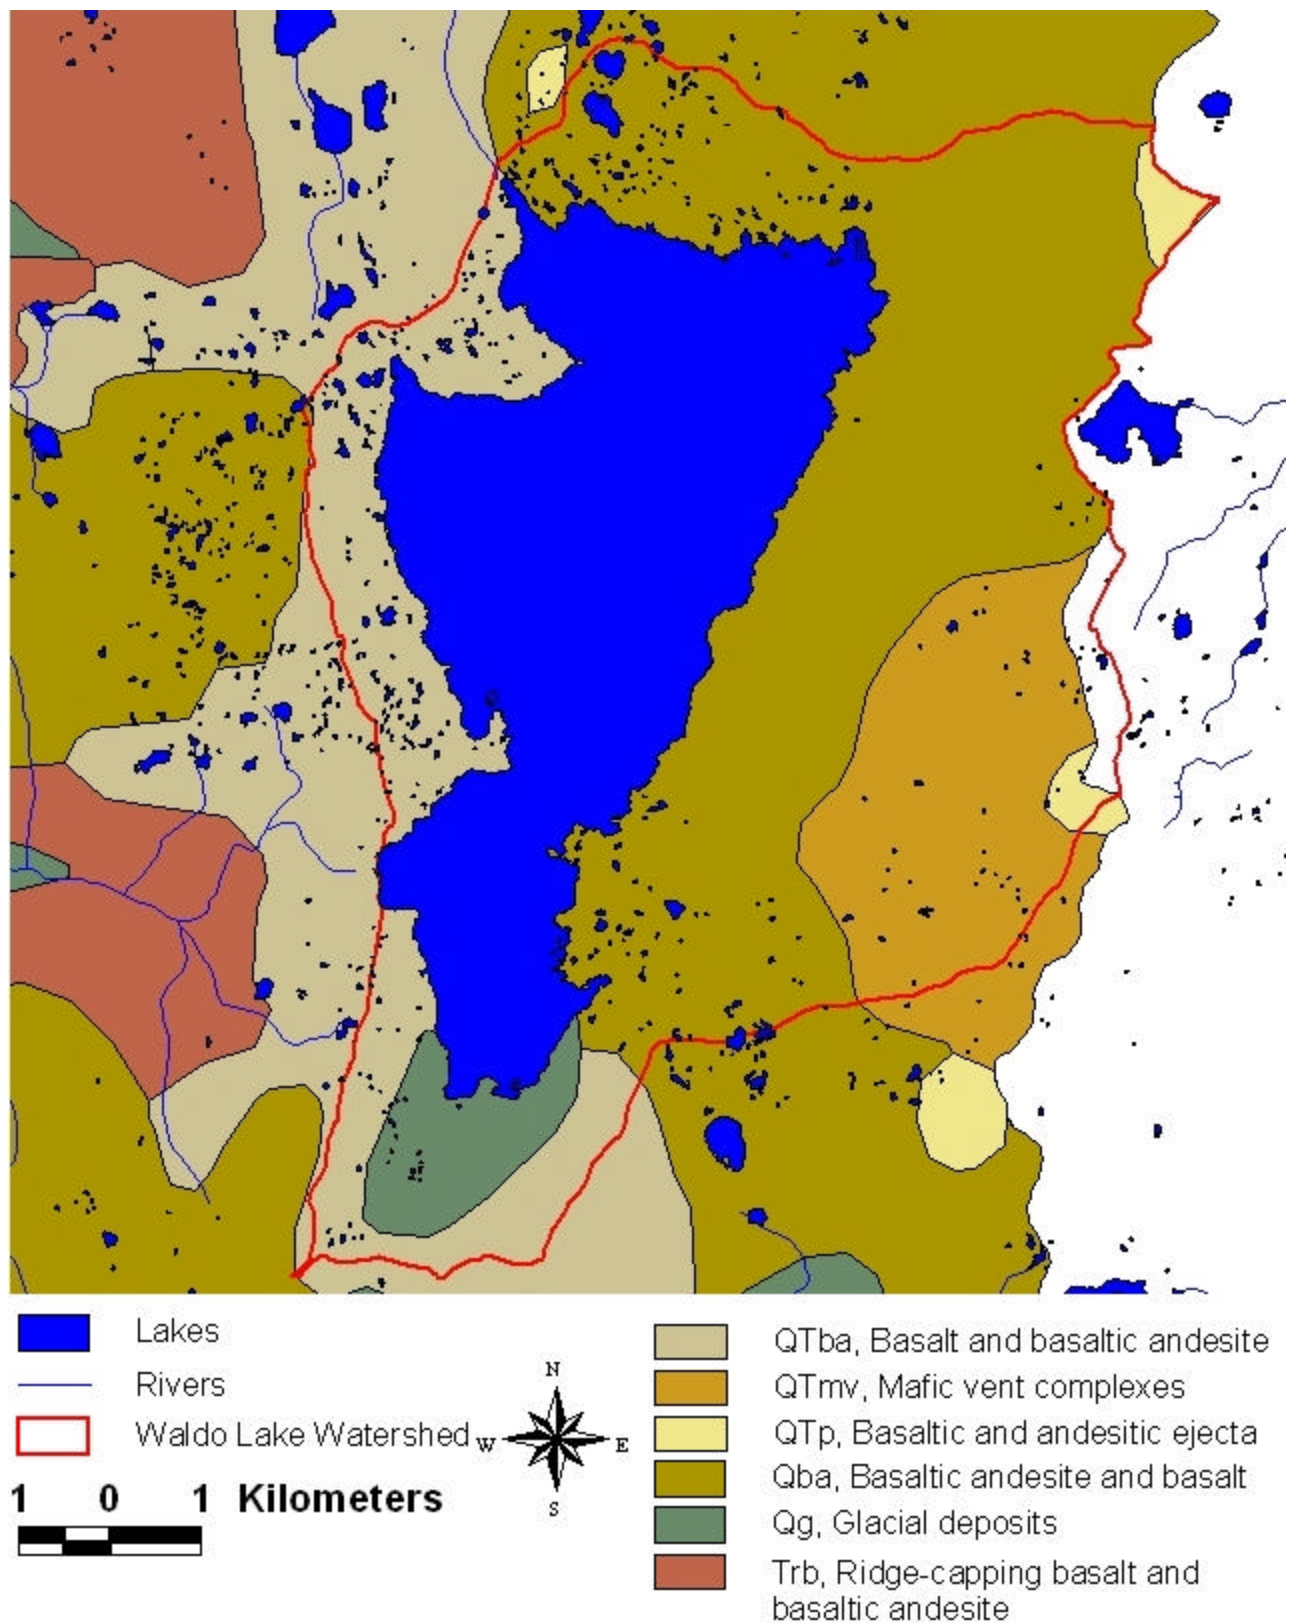 Lakes
Rivers
Waldo Lake Watershed
1 0 1 Kilometers
N
W E
S
QTba, Basalt and basaltic andesite
QTmv, Mafic vent complexes
QTp, Basaltic and andesitic ejecta
Qba, Basaltic andesite and basalt
Qg, Glacial deposits
Trb, Ridge-capping basalt and
basaltic andesite